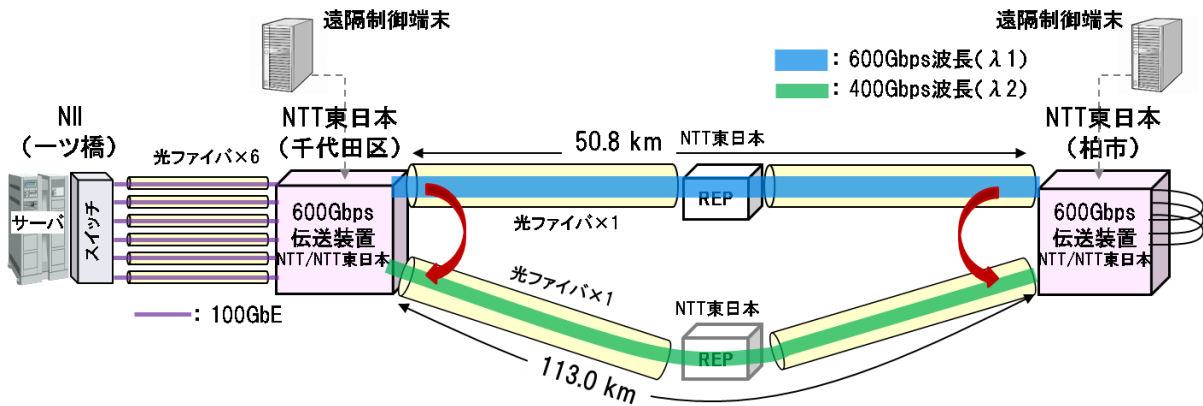 遠隔制御端末
遠隔制御端末
：600Gbps波長(λ1)
：400Gbps波長(λ2)
NII
(一ツ橋)
NTT東日本
(千代田区)
NTT東日本
(柏市)
光ファイバ×6
50.8 km
NTT東日本
サーバ
スイッチ
600Gbps
伝送装置
NTT/NTT東日本
REP
光ファイバ×1
600Gbps
伝送装置
NTT/NTT東日本
光ファイバ×1
：100GbE
NTT東日本
REP
113.0 km